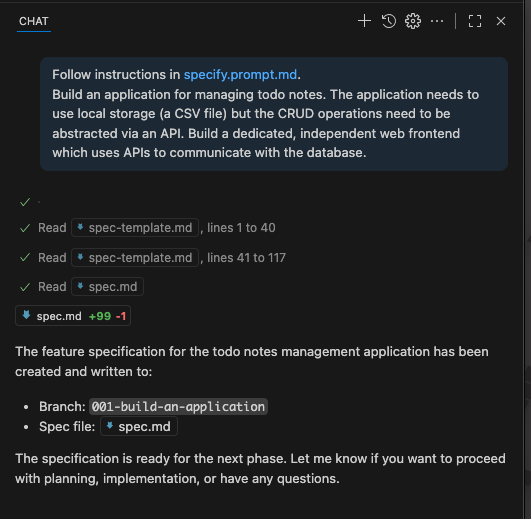 CHAT
Follow instructions in specify.prompt.md.
Build an application for managing todo notes. The application needs to
use local storage (a CSV file) but the CRUD operations need to be
abstracted via an API. Build a dedicated, independent web frontend
which uses APIs to communicate with the database.
.
Read spec-template.md, lines 1 to 40
Read spec-template.md, lines 41 to 117
Read spec.md
spec.md +99 -1
The feature specification for the todo notes management application has been
created and written to:
• Branch: 001-build-an-application
• Spec file: spec.md
The specification is ready for the next phase. Let me know if you want to proceed
with planning, implementation, or have any questions.